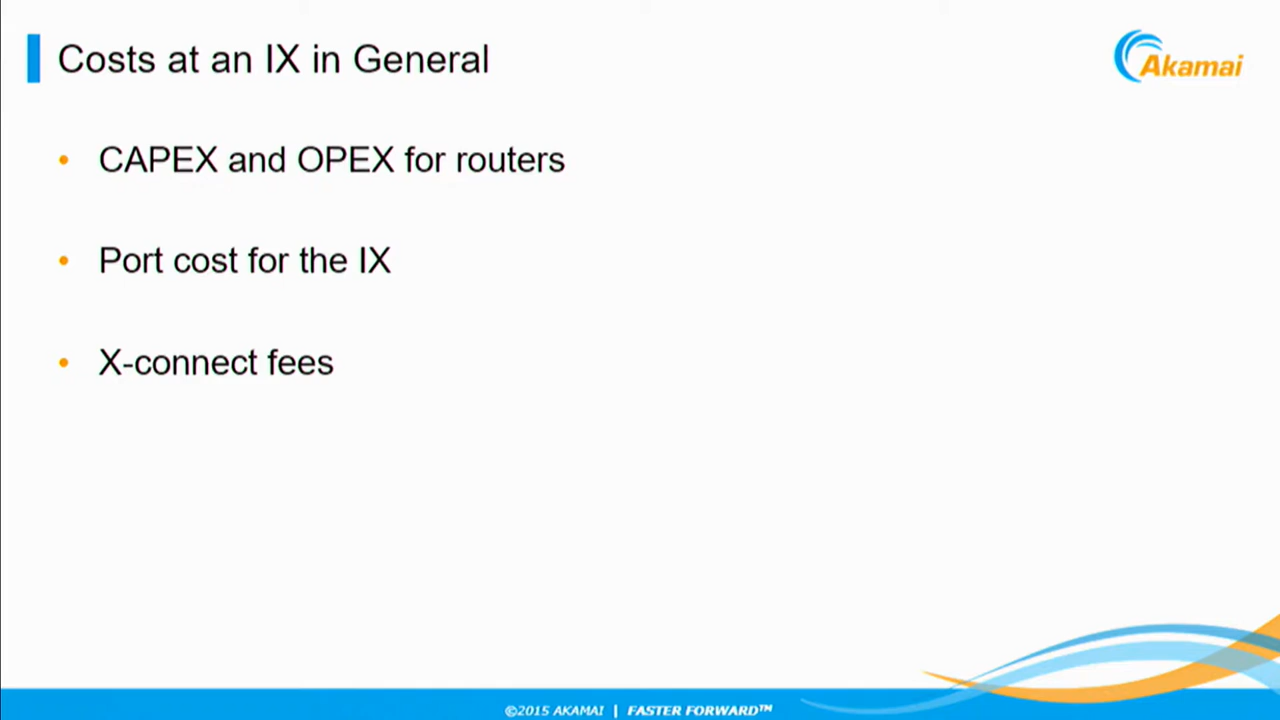 Costs at an IX in General
Akamai
• CAPEX and OPEX for routers
• Port cost for the IX
• X-connect fees
©2015 AKAMAI | FASTER FORWARD™